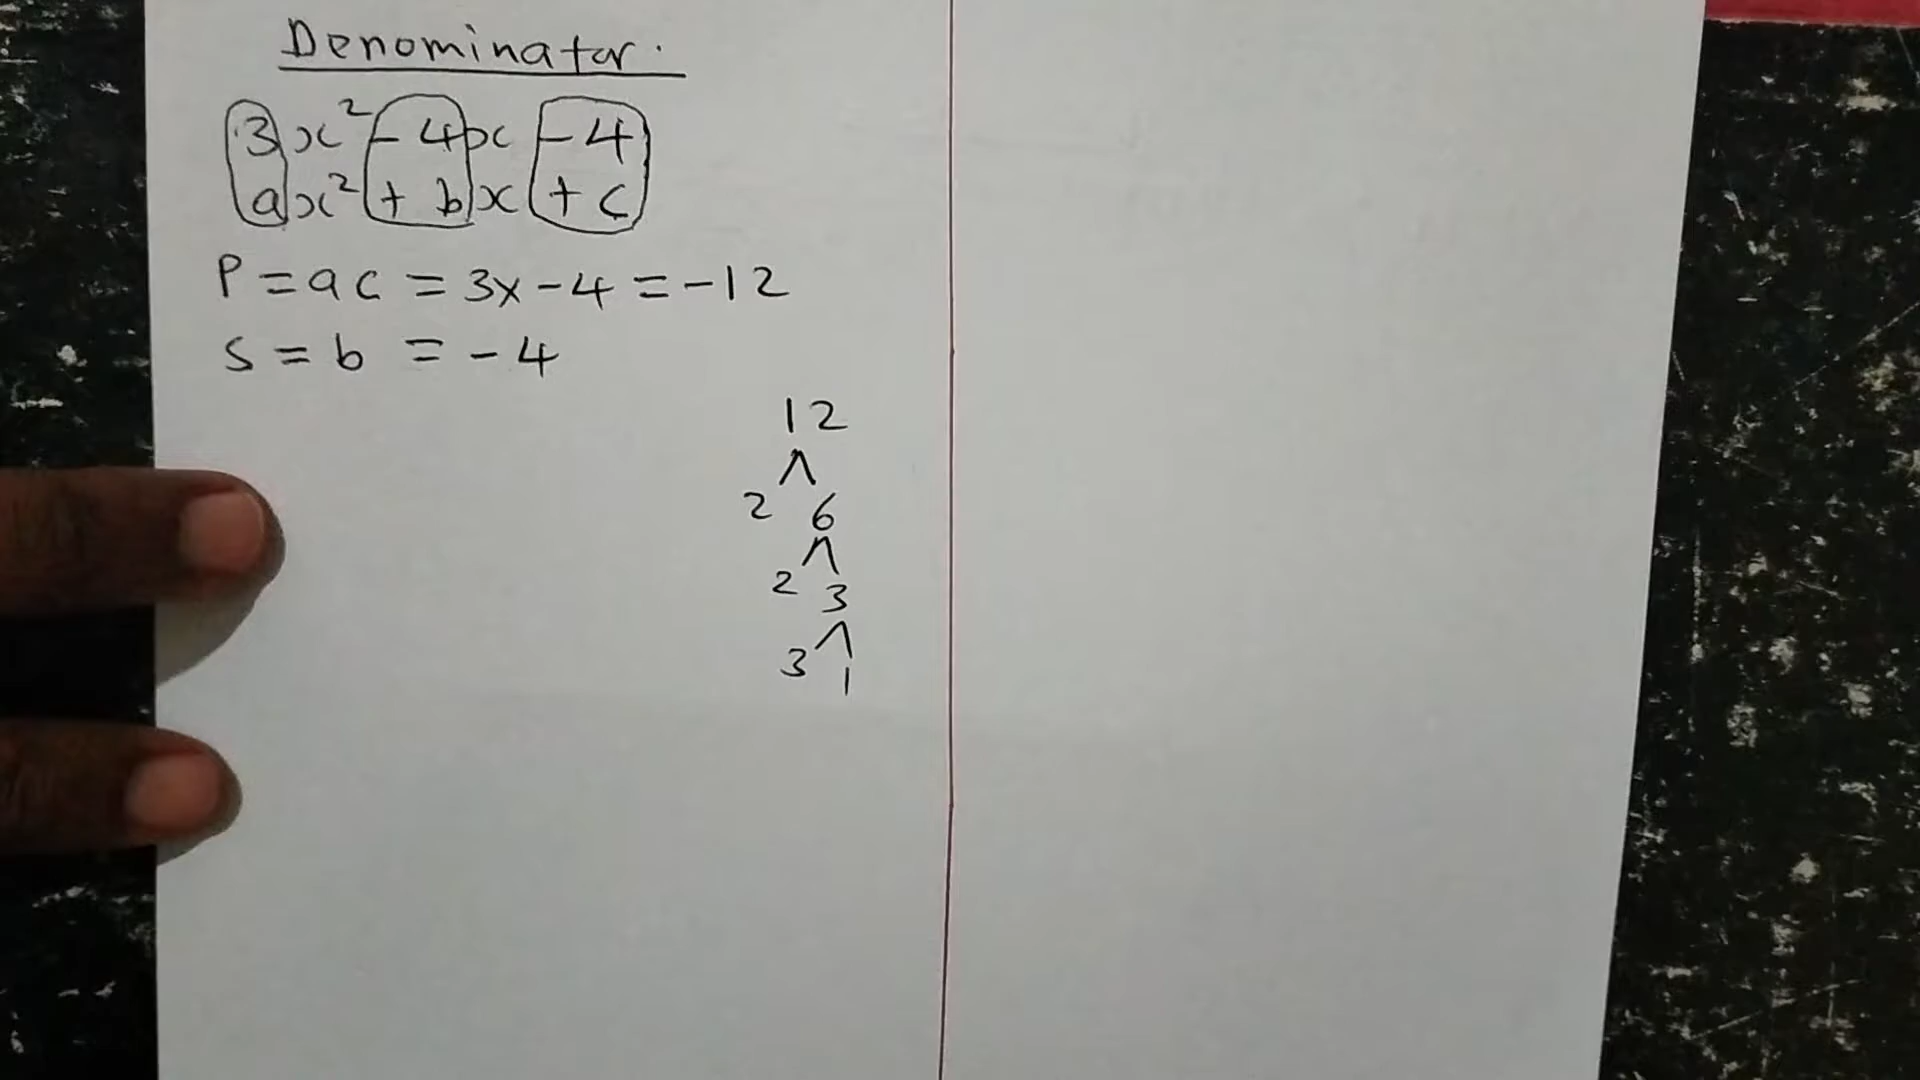 Denominator.
3x² - 4x - 4
ax² + bx + c
P = ac = 3x-4 = -12
S = b = -4
12
2 6
2 3
3 1